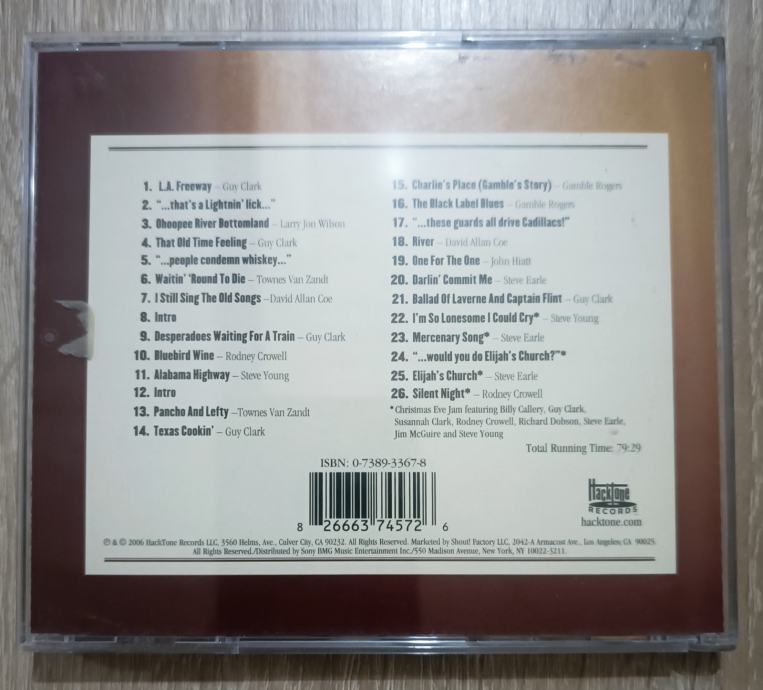 1. L.A. Freeway – Guy Clark
2. "...that's a Lightnin' lick..."
3. Ohoopee River Bottomland – Larry Jon Wilson
4. That Old Time Feeling – Guy Clark
5. "...people condemn whiskey..."
6. Waitin' 'Round To Die – Townes Van Zandt
7. I Still Sing The Old Songs –David Allan Coe
8. Intro
9. Desperadoes Waiting For A Train – Guy Clark
10. Bluebird Wine – Rodney Crowell
11. Alabama Highway – Steve Young
12. Intro
13. Pancho And Lefty –Townes Van Zandt
14. Texas Cookin' – Guy Clark
15. Charlie's Place (Gamble's Story) – Gamble Rogers
16. The Black Label Blues – Gamble Rogers
17. "...these guards all drive Cadillacs!"
18. River – David Allan Coe
19. One For The One – John Hiatt
20. Darlin' Commit Me – Steve Earle
21. Ballad Of Laverne And Captain Flint – Guy Clark
22. I'm So Lonesome I Could Cry* – Steve Young
23. Mercenary Song* – Steve Earle
24. "...would you do Elijah's Church?"*
25. Elijah's Church* – Steve Earle
26. Silent Night* – Rodney Crowell
*Christmas Eve Jam featuring Billy Callery, Guy Clark,
Susannah Clark, Rodney Crowell, Richard Dobson, Steve Earle,
Jim McGuire and Steve Young
Total Running Time: 79:29
ISBN: 0-7389-3367-8
8 26663 74572 6
HackTone
RECORDS
hacktone.com
℗ & © 2006 HackTone Records LLC, 3560 Helms, Ave., Culver City, CA 90232. All Rights Reserved. Marketed by Shout! Factory LLC, 2042-A Armacost Ave., Los Angeles, CA 90025.
All Rights Reserved./Distributed by Sony BMG Music Entertainment Inc./550 Madison Avenue, New York, NY 10022-3211.